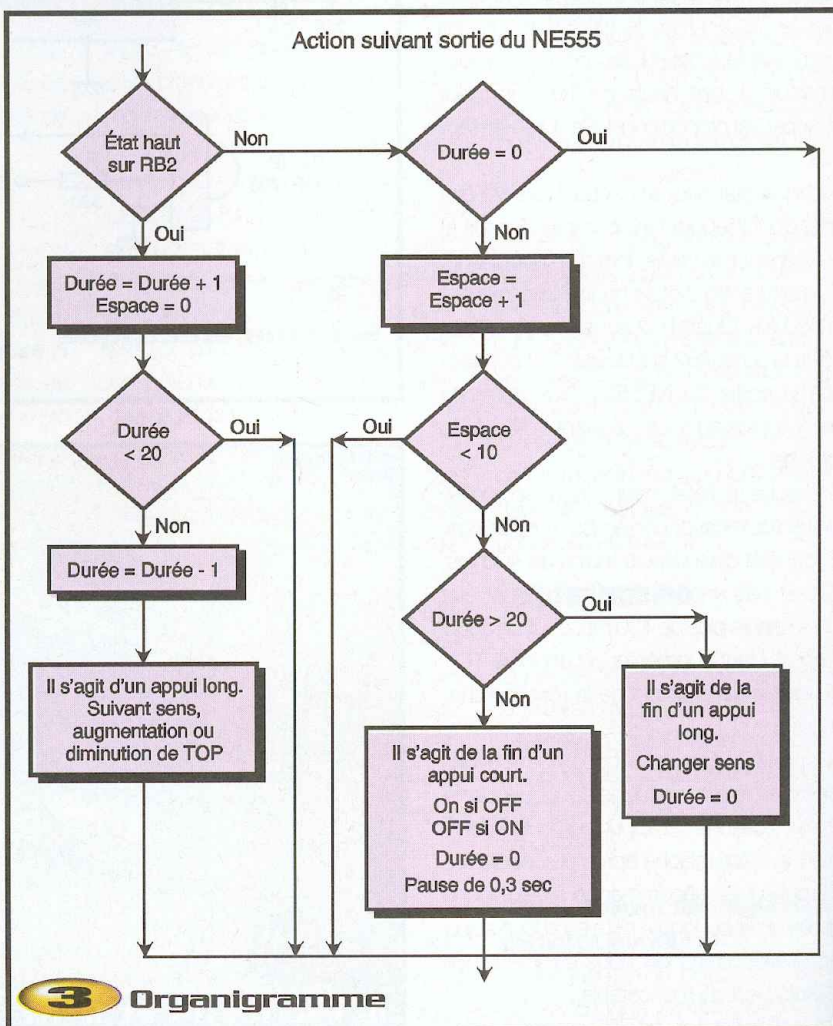 Action suivant sortie du NE555
État haut
sur RB2
Non
Durée = 0
Oui
Oui
Non
Durée = Durée + 1
Espace = 0
Espace =
Espace + 1
Durée
< 20
Oui
Oui
Espace
< 10
Non
Non
Durée = Durée - 1
Durée > 20
Oui
Non
Il s'agit d'un appui long.
Suivant sens,
augmentation ou
diminution de TOP
Il s'agit de la fin d'un
appui court.
On si OFF
OFF si ON
Durée = 0
Pause de 0,3 sec
Il s'agit de la
fin d'un appui
long.
Changer sens
Durée = 0
3 Organigramme